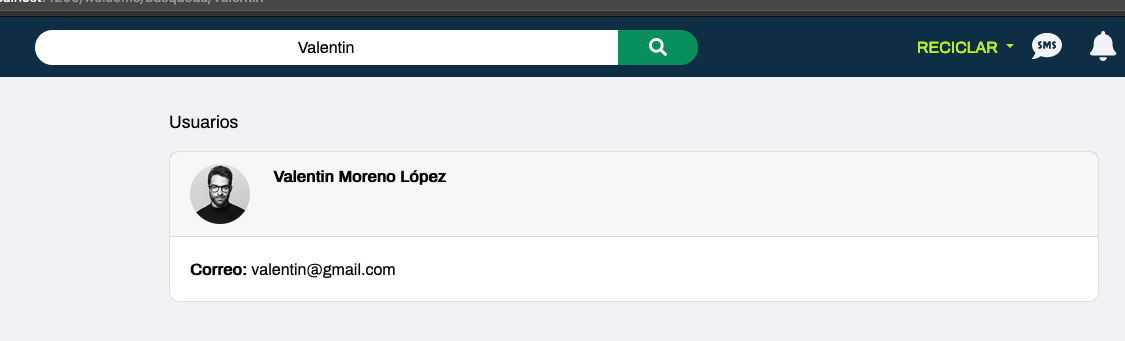 Valentin
RECICLAR
SMS
Usuarios
Valentin Moreno López
Correo: valentin@gmail.com